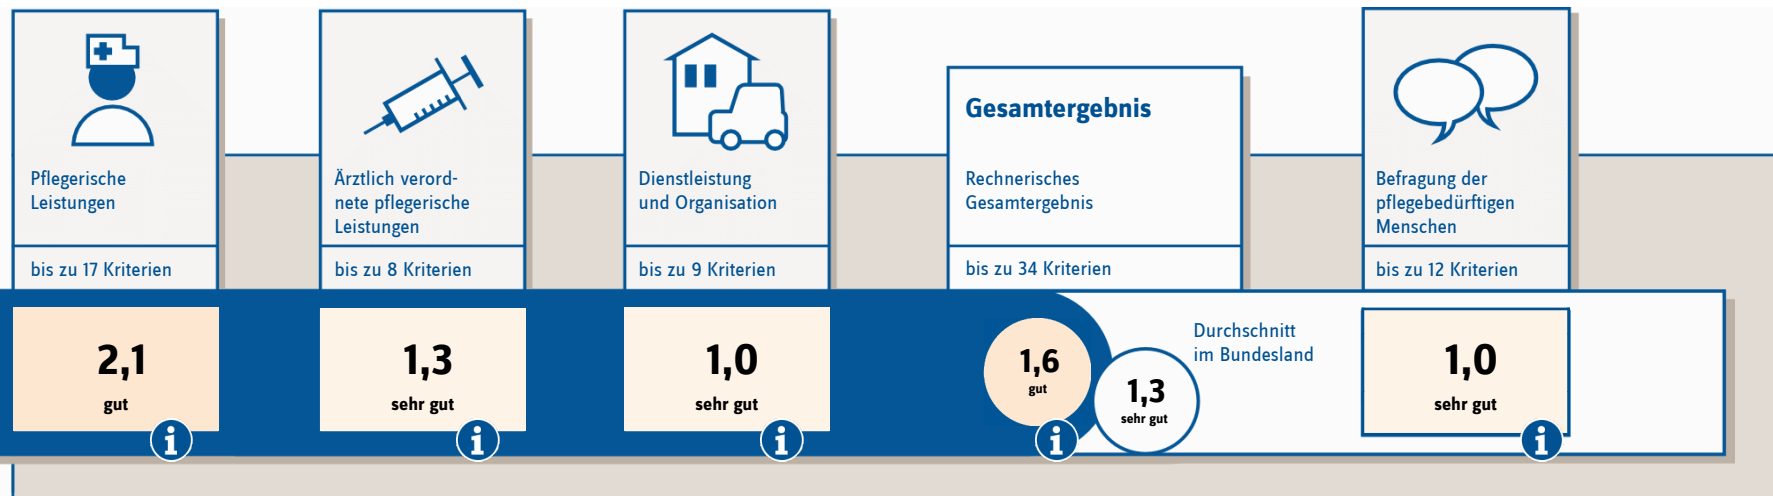 Pflegerische
Leistungen
bis zu 17 Kriterien
2,1
gut
i
Ärztlich verord-
nete pflegerische
Leistungen
bis zu 8 Kriterien
1,3
sehr gut
i
Dienstleistung
und Organisation
bis zu 9 Kriterien
1,0
sehr gut
i
Gesamtergebnis
Rechnerisches
Gesamtergebnis
bis zu 34 Kriterien
1,6
gut
i
1,3
sehr gut
Durchschnitt
im Bundesland
Befragung der
pflegebedürftigen
Menschen
bis zu 12 Kriterien
1,0
sehr gut
i